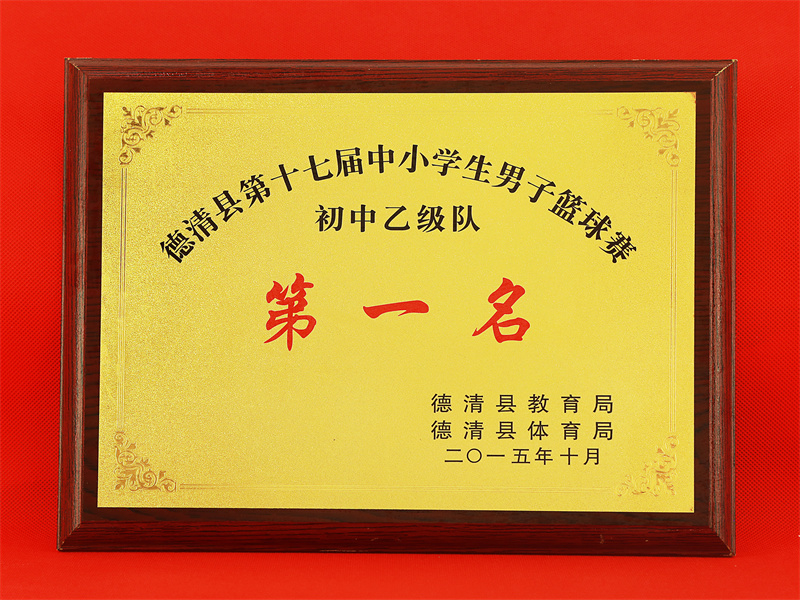 德清县第十七届中小学生男子篮球赛
初中乙级队
第一名
德清县教育局
德清县体育局
二〇一五年十月